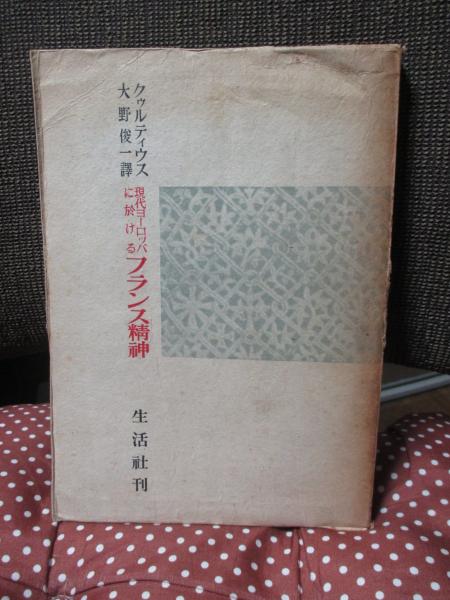 クゥルティウス
大野俊一譯
現代ヨーロッパ
に於ける
フランス精神
生活社刊